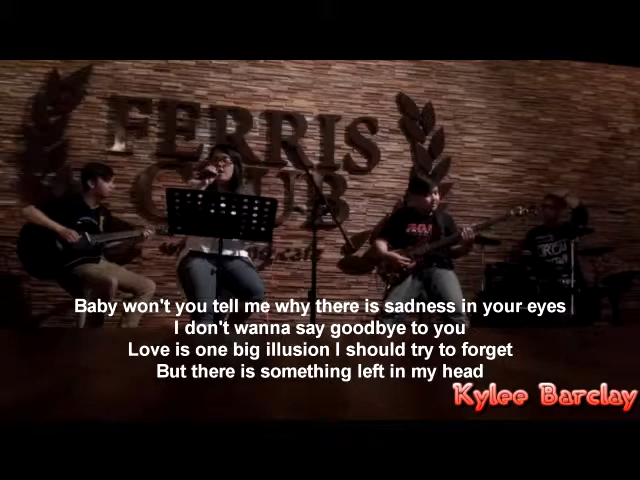 FERRIS
CLUB
Baby won't you tell me why there is sadness in your eyes
I don't wanna say goodbye to you
Love is one big illusion I should try to forget
But there is something left in my head
Kylee Barclay